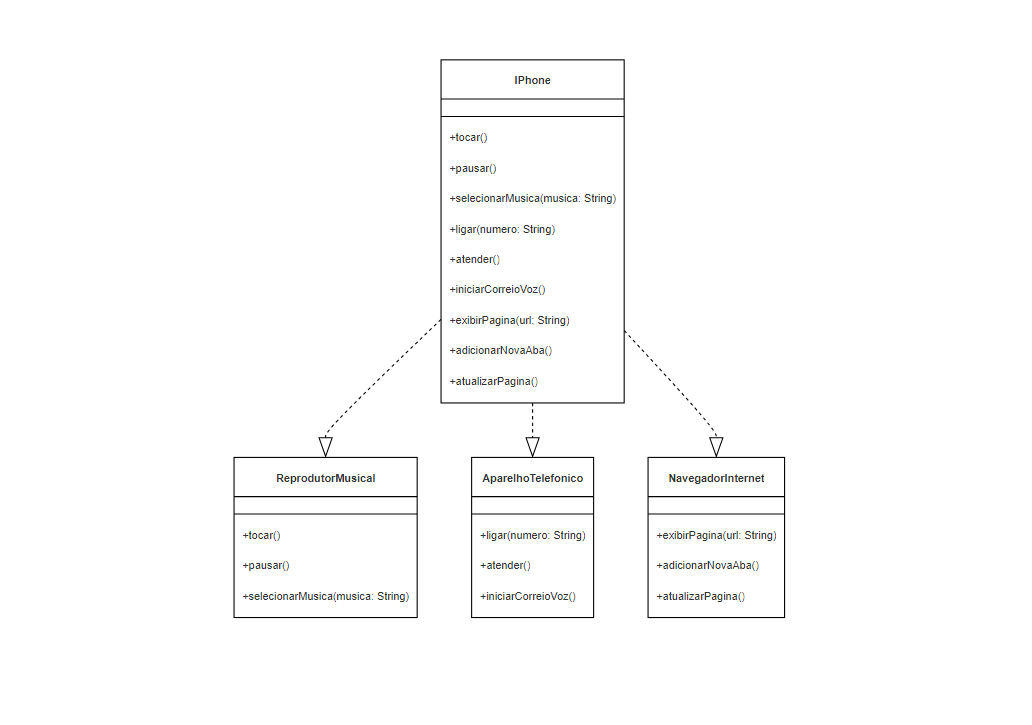 IPhone
+tocar()
+pausar()
+selecionarMusica(musica: String)
+ligar(numero: String)
+atender()
+iniciarCorreioVoz()
+exibirPagina(url: String)
+adicionarNovaAba()
+atualizarPagina()
ReprodutorMusical
+tocar()
+pausar()
+selecionarMusica(musica: String)
AparelhoTelefonico
+ligar(numero: String)
+atender()
+iniciarCorreioVoz()
NavegadorInternet
+exibirPagina(url: String)
+adicionarNovaAba()
+atualizarPagina()